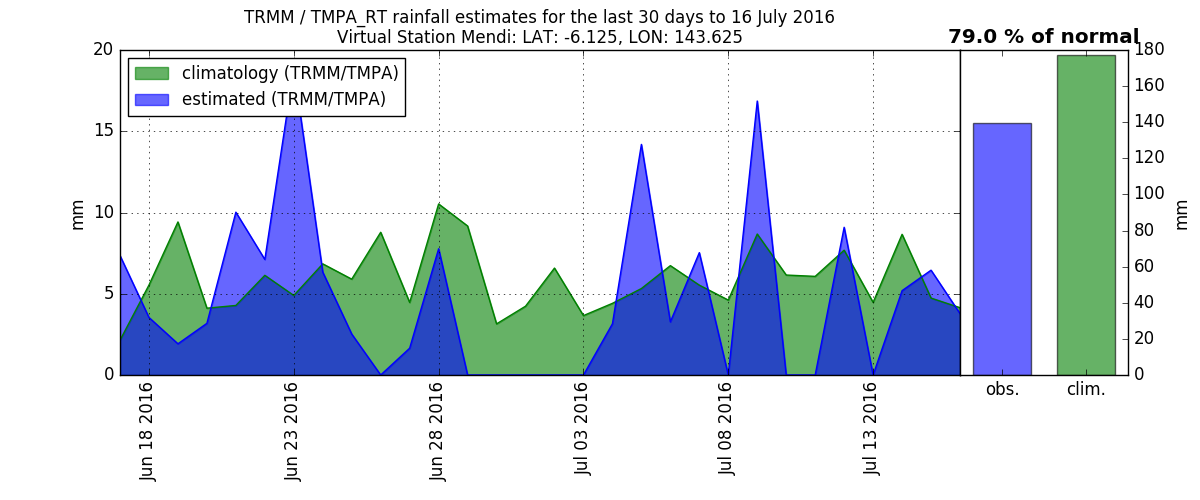 TRMM / TMPA_RT rainfall estimates for the last 30 days to 16 July 2016
Virtual Station Mendi: LAT: -6.125, LON: 143.625
79.0 % of normal
climatology (TRMM/TMPA)
estimated (TRMM/TMPA)
20
15
10
5
0
mm
180
160
140
120
100
80
60
40
20
0
mm
Jun 18 2016
Jun 23 2016
Jun 28 2016
Jul 03 2016
Jul 08 2016
Jul 13 2016
obs.
clim.